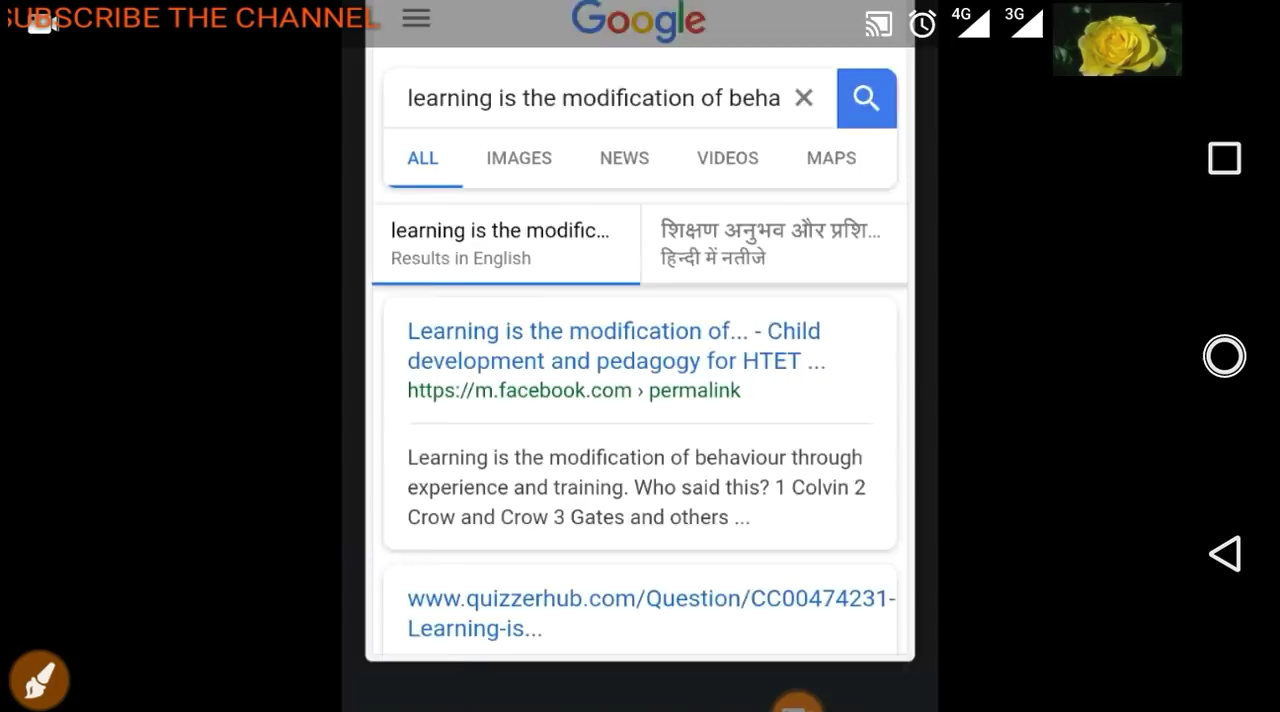 SUBSCRIBE THE CHANNEL
Google
4G
3G
learning is the modification of beha
ALL
IMAGES
NEWS
VIDEOS
MAPS
learning is the modific...
Results in English
शिक्षण अनुभव और प्रशि...
हिन्दी में नतीजे
Learning is the modification of... - Child
development and pedagogy for HTET ...
https://m.facebook.com › permalink
Learning is the modification of behaviour through
experience and training. Who said this? 1 Colvin 2
Crow and Crow 3 Gates and others ...
www.quizzerhub.com/Question/CC00474231-
Learning-is...